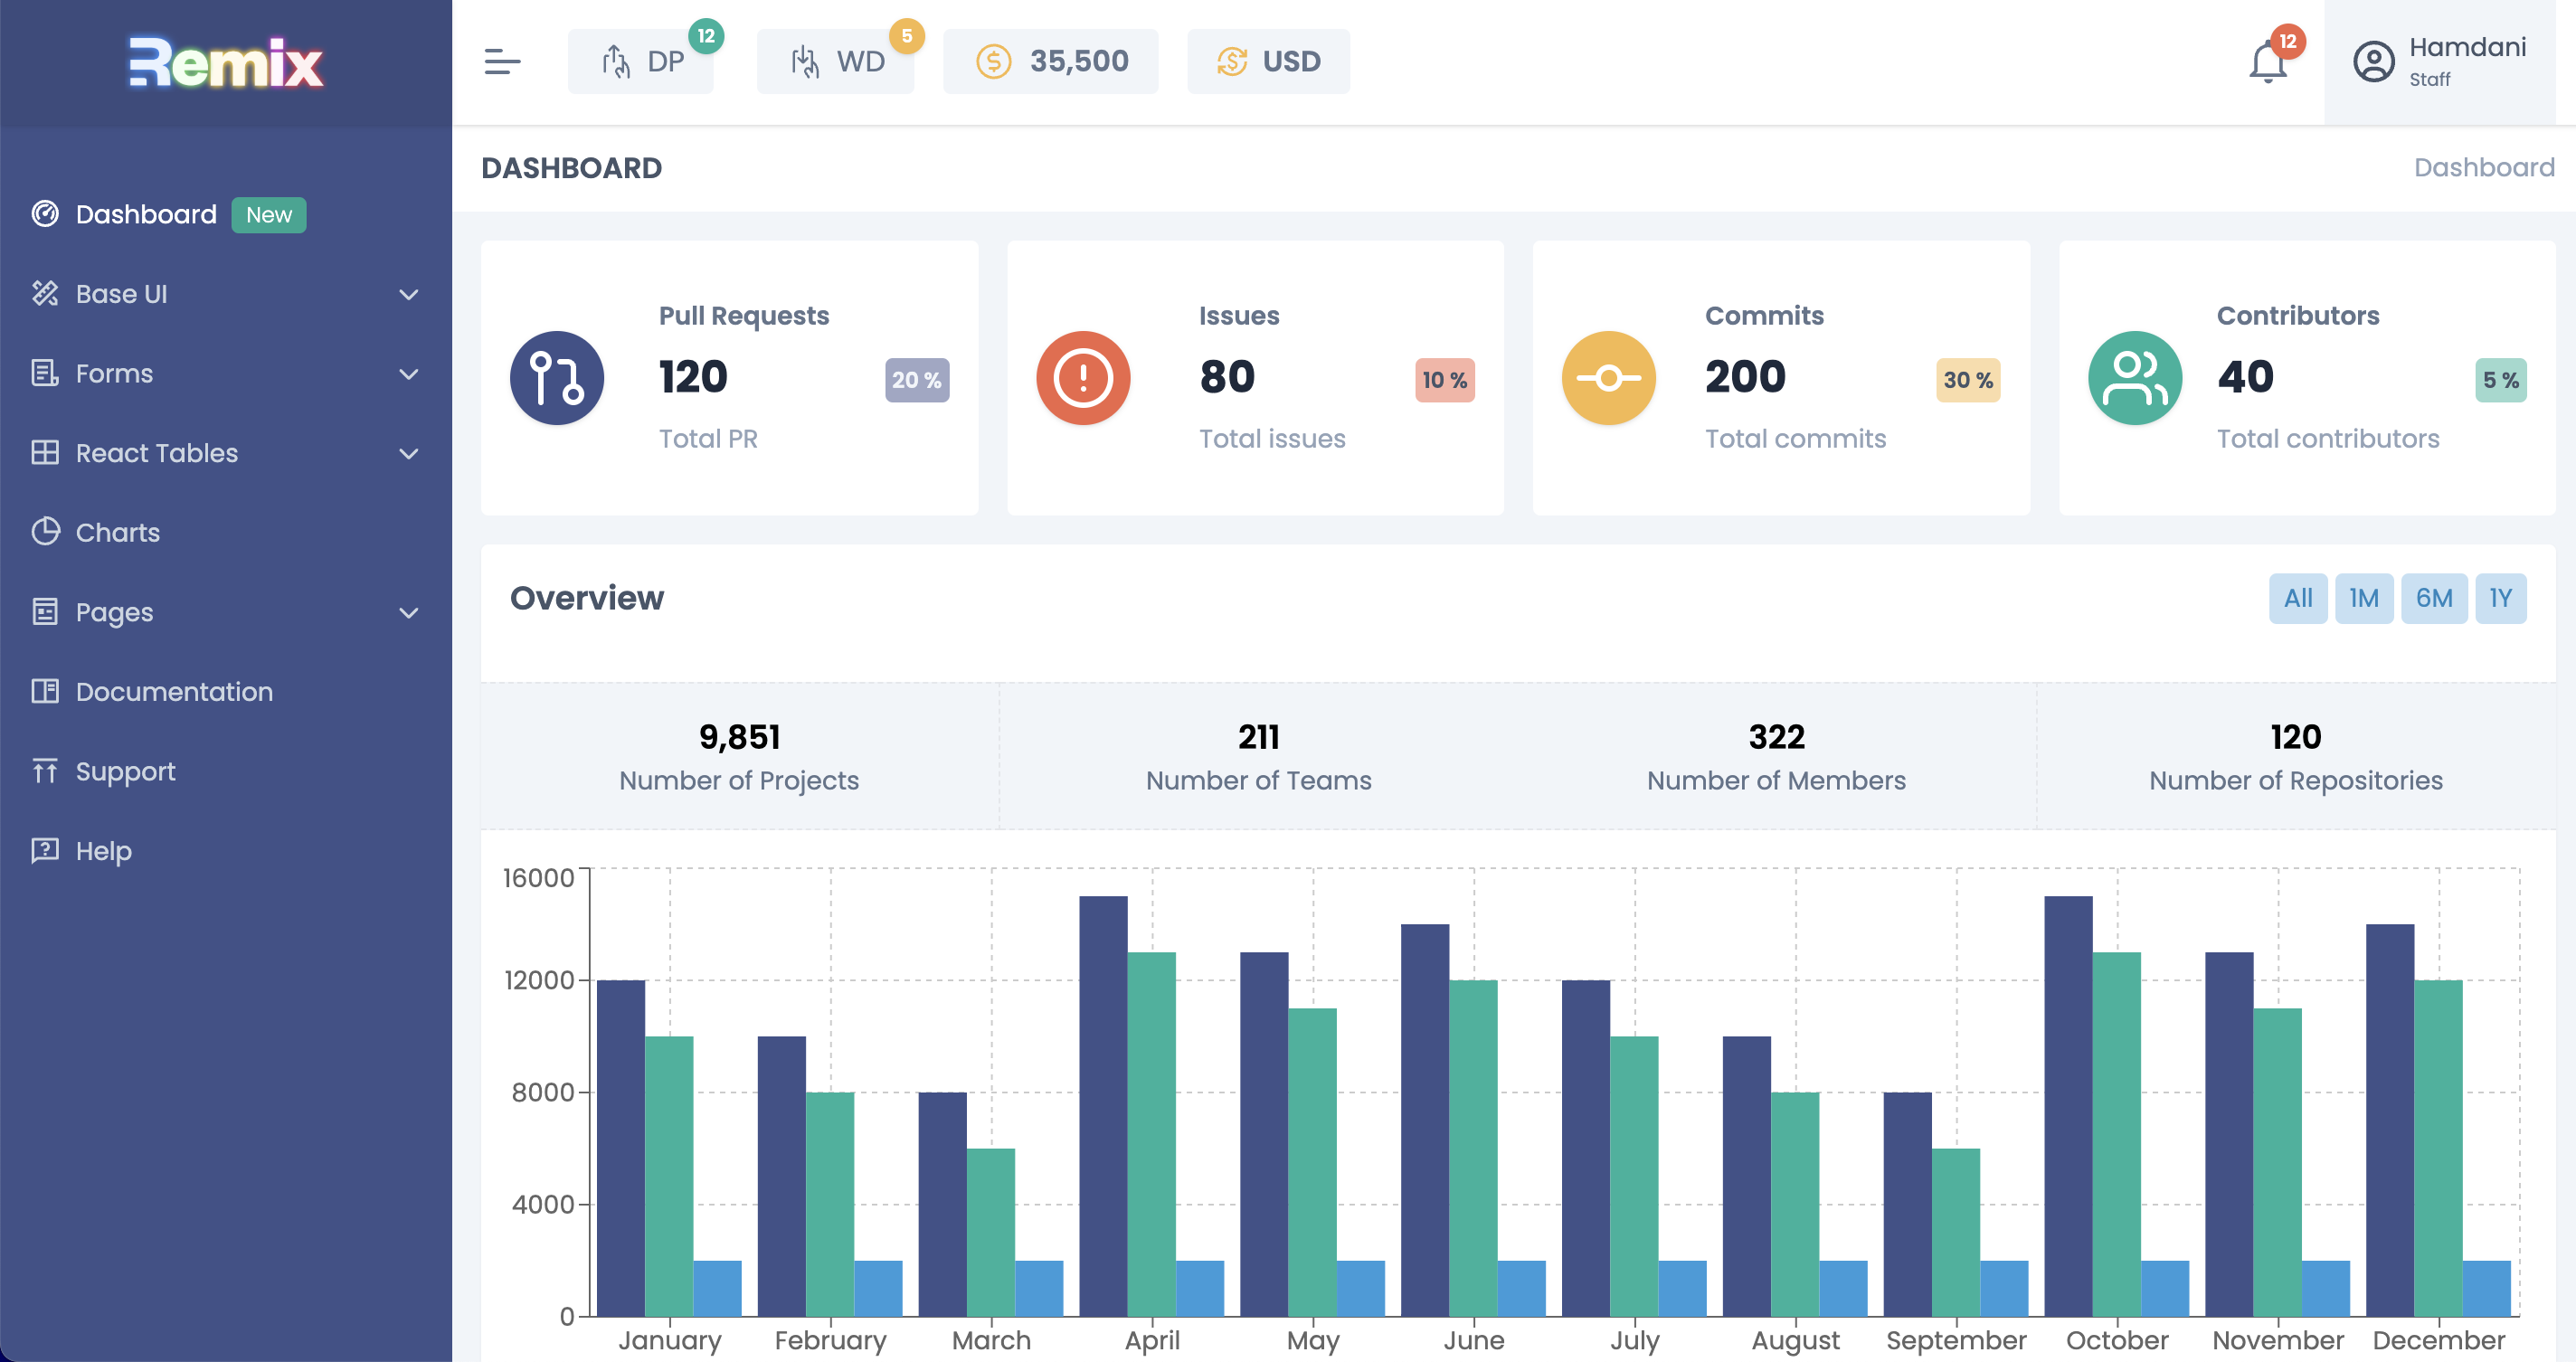 Remix
Dashboard New
Base UI
Forms
React Tables
Charts
Pages
Documentation
Support
Help
DP 12
WD 5
35,500
USD
12
Hamdani
Staff
DASHBOARD
Dashboard
Pull Requests
120
20 %
Total PR
Issues
80
10 %
Total issues
Commits
200
30 %
Total commits
Contributors
40
5 %
Total contributors
Overview
All 1M 6M 1Y
9,851
Number of Projects
211
Number of Teams
322
Number of Members
120
Number of Repositories
16000
12000
8000
4000
0
January February March April May June July August September October November December